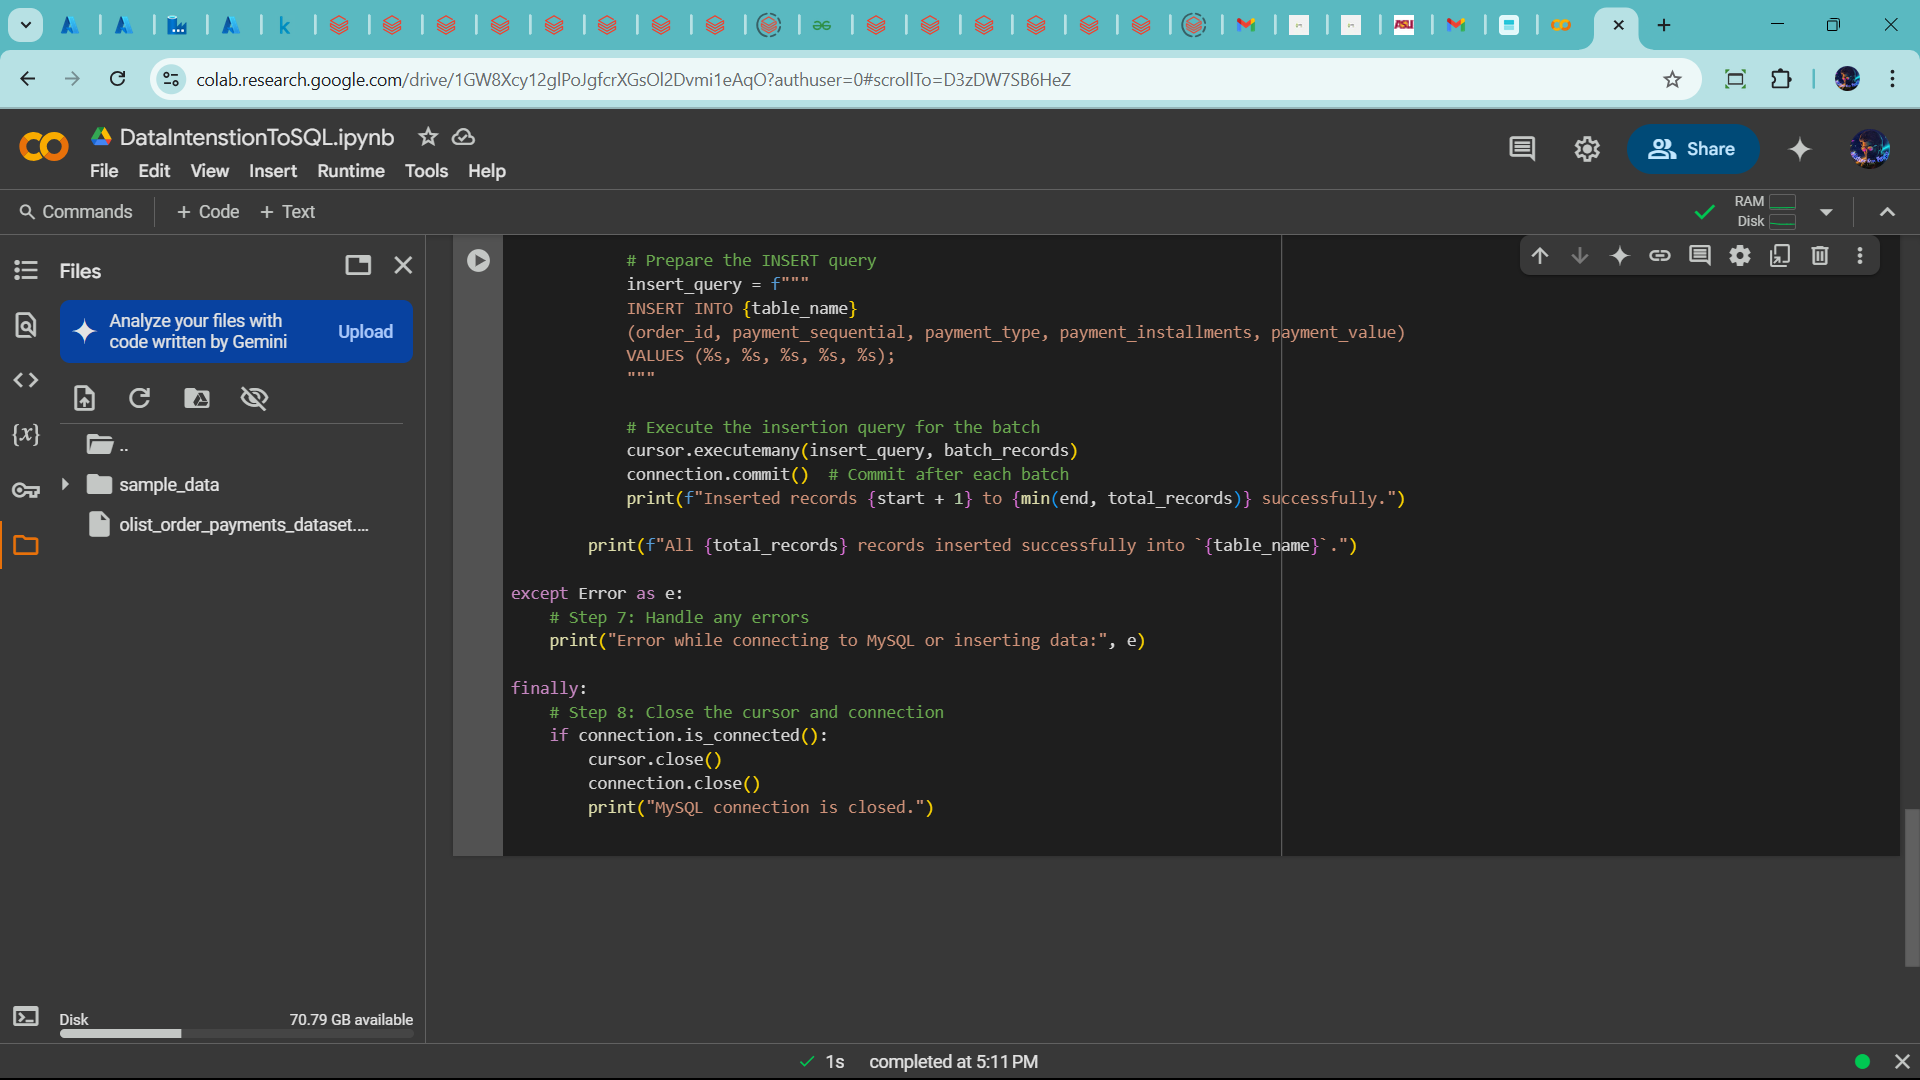 colab.research.google.com/drive/1GW8Xcy12glPoJgfcrXGsOl2Dvmi1eAqO?authuser=0#scrollTo=D3zDW7SB6HeZ
DataIntenstionToSQL.ipynb
File Edit View Insert Runtime Tools Help
Share
Commands + Code + Text
RAM
Disk
Files
Analyze your files with
code written by Gemini
Upload
..
sample_data
olist_order_payments_dataset....
Disk 70.79 GB available
# Prepare the INSERT query
insert_query = f"""
INSERT INTO {table_name}
(order_id, payment_sequential, payment_type, payment_installments, payment_value)
VALUES (%s, %s, %s, %s, %s);
"""
# Execute the insertion query for the batch
cursor.executemany(insert_query, batch_records)
connection.commit()  # Commit after each batch
print(f"Inserted records {start + 1} to {min(end, total_records)} successfully.")
print(f"All {total_records} records inserted successfully into `{table_name}`.")
except Error as e:
# Step 7: Handle any errors
print("Error while connecting to MySQL or inserting data:", e)
finally:
# Step 8: Close the cursor and connection
if connection.is_connected():
cursor.close()
connection.close()
print("MySQL connection is closed.")
1s completed at 5:11 PM